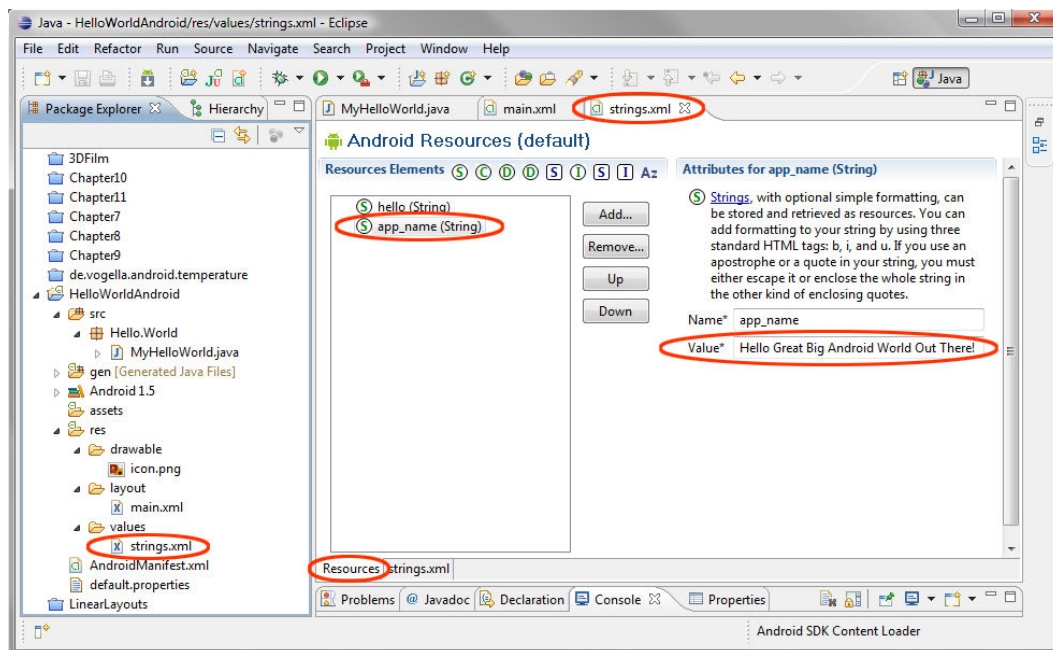 Java - HelloWorldAndroid/res/values/strings.xml - Eclipse
File Edit Refactor Run Source Navigate Search Project Window Help
Java
Package Explorer Hierarchy
3DFilm
Chapter10
Chapter11
Chapter7
Chapter8
Chapter9
de.vogella.android.temperature
HelloWorldAndroid
src
Hello.World
MyHelloWorld.java
gen [Generated Java Files]
Android 1.5
assets
res
drawable
icon.png
layout
main.xml
values
strings.xml
AndroidManifest.xml
default.properties
LinearLayouts
MyHelloWorld.java main.xml strings.xml
Android Resources (default)
Resources Elements S C D D S I S I Az
S hello (String)
S app_name (String)
Add...
Remove...
Up
Down
Attributes for app_name (String)
S Strings, with optional simple formatting, can
be stored and retrieved as resources. You can
add formatting to your string by using three
standard HTML tags: b, i, and u. If you use an
apostrophe or a quote in your string, you must
either escape it or enclose the whole string in
the other kind of enclosing quotes.
Name* app_name
Value* Hello Great Big Android World Out There!
Resources strings.xml
Problems @ Javadoc Declaration Console Properties
Android SDK Content Loader